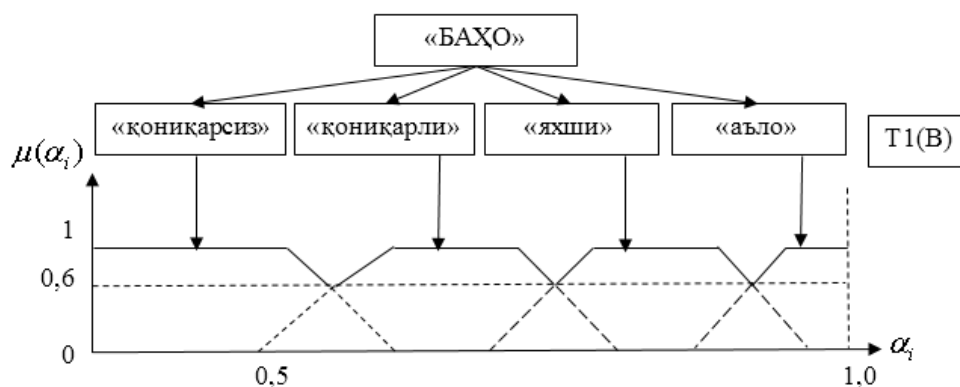 «БАҲО»
«қониқарсиз» «қониқарли» «яхши» «аъло»
T1(B)
μ(αᵢ)
1
0,6
0
αᵢ
0,5 1,0